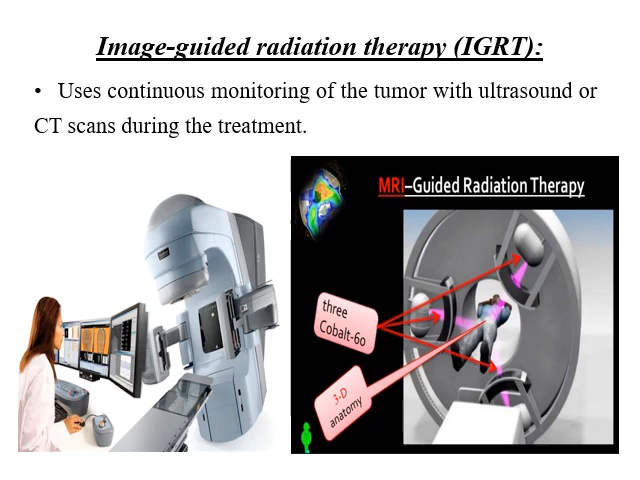 Image-guided radiation therapy (IGRT):
• Uses continuous monitoring of the tumor with ultrasound or
CT scans during the treatment.
MRI–Guided Radiation Therapy
three
Cobalt-60
3-D
anatomy